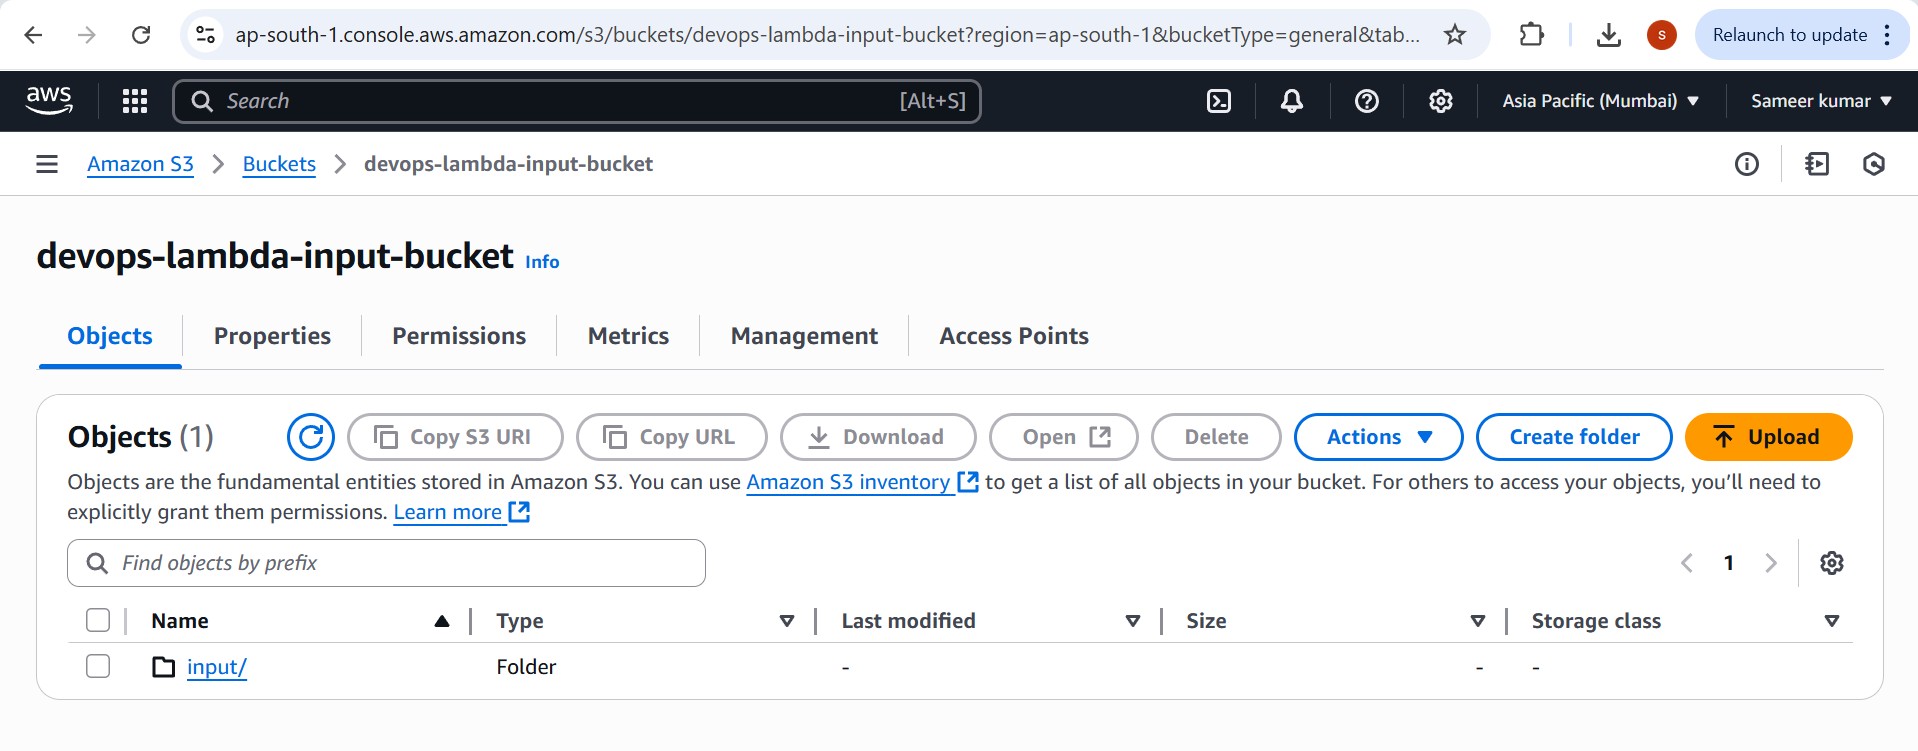 ap-south-1.console.aws.amazon.com/s3/buckets/devops-lambda-input-bucket?region=ap-south-1&bucketType=general&tab... s Relaunch to update
aws Search [Alt+S] Asia Pacific (Mumbai) Sameer kumar
Amazon S3 Buckets devops-lambda-input-bucket
devops-lambda-input-bucket Info
Objects Properties Permissions Metrics Management Access Points
Objects (1) Copy S3 URI Copy URL Download Open Delete Actions Create folder Upload
Objects are the fundamental entities stored in Amazon S3. You can use Amazon S3 inventory to get a list of all objects in your bucket. For others to access your objects, you’ll need to
explicitly grant them permissions. Learn more
Find objects by prefix 1
Name Type Last modified Size Storage class
input/ Folder - - -